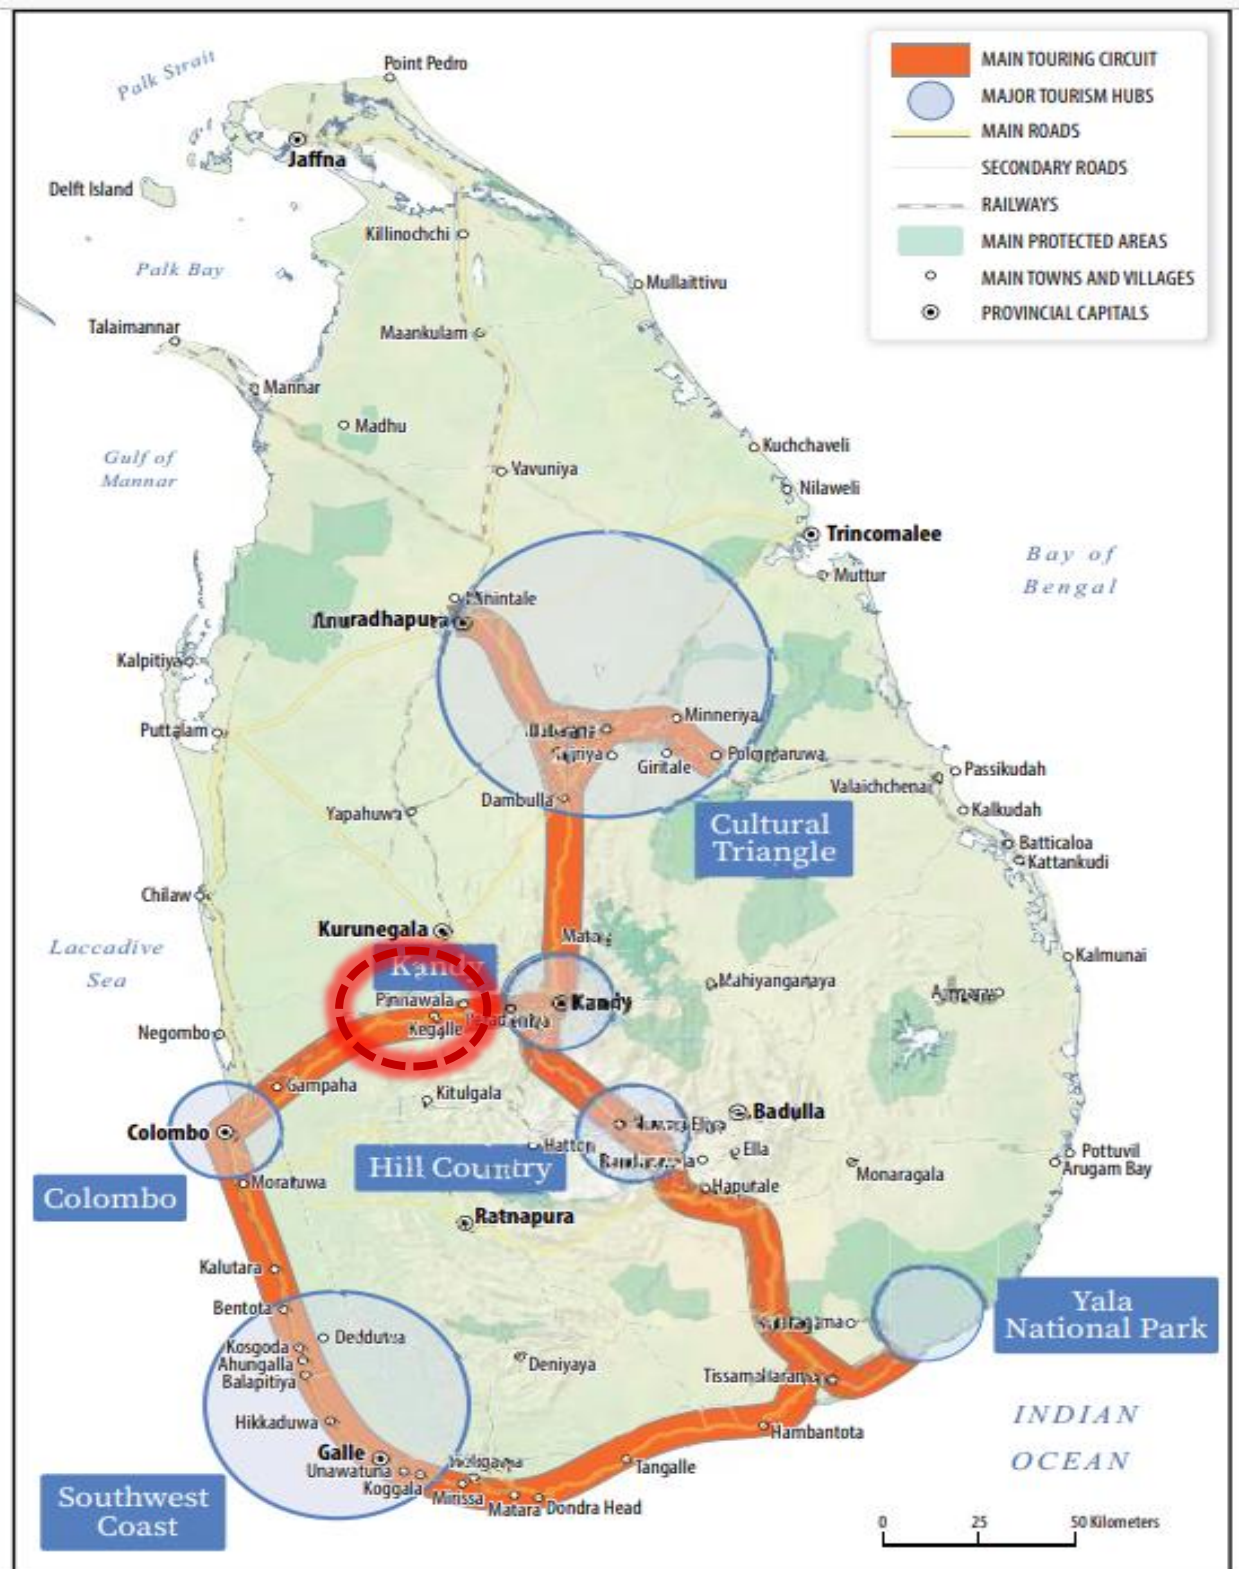 Palk Strait
Point Pedro
MAIN TOURING CIRCUIT
MAJOR TOURISM HUBS
MAIN ROADS
SECONDARY ROADS
RAILWAYS
MAIN PROTECTED AREAS
MAIN TOWNS AND VILLAGES
PROVINCIAL CAPITALS
Jaffna
Delft Island
Killinochchi
Palk Bay
Mullaittivu
Talaimannar
Maankulam
Mannar
Madhu
Kuchchaveli
Gulf of
Mannar
Vavuniya
Nilaweli
Trincomalee
Bay of
Bengal
Muttur
Anuradhapura
Kalpitiya
Minneriya
Puttalam
Giritale
Passikudah
Valaichchenai
Dambulla
Yapahuwa
Kalkudah
Cultural
Triangle
Batticaloa
Kattankudi
Chilaw
Kurunegala
Laccadive
Sea
Kalmunai
Kandy
Mahiyanganaya
Pinnawala
Kandy
Kegalle
Negombo
Gampaha
Kitulgala
Badulla
Colombo
Hatton
Ella
Pottuvil
Arugam Bay
Hill Country
Monaragala
Colombo
Moratuwa
Haputale
Ratnapura
Kalutara
Bentota
Yala
National Park
Kosgoda
Ahungalla
Balapitiya
Deniyaya
Tissamaharama
Hikkaduwa
Hambantota
INDIAN
OCEAN
Galle
Unawatuna
Koggala
Tangalle
Mirissa
Matara
Dondra Head
Southwest
Coast
0 25 50 Kilometers